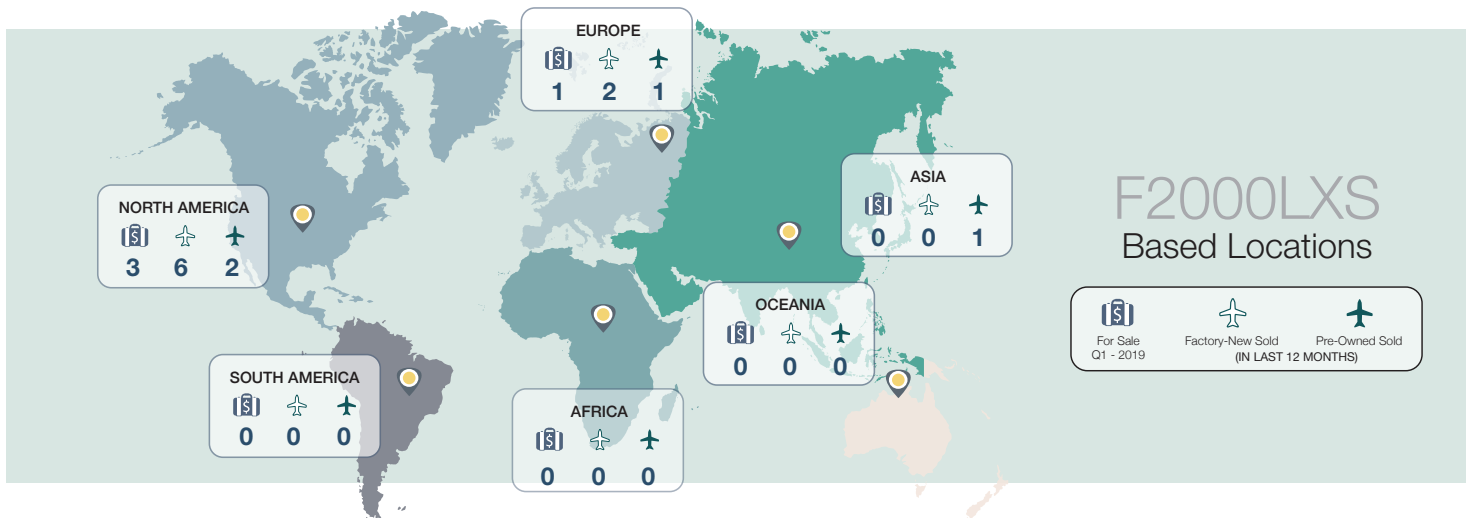 EUROPE
1 2 1
NORTH AMERICA
3 6 2
ASIA
0 0 1
OCEANIA
0 0 0
SOUTH AMERICA
0 0 0
AFRICA
0 0 0
F2000LXS
Based Locations
For Sale
Q1 - 2019
Factory-New Sold
Pre-Owned Sold
(IN LAST 12 MONTHS)